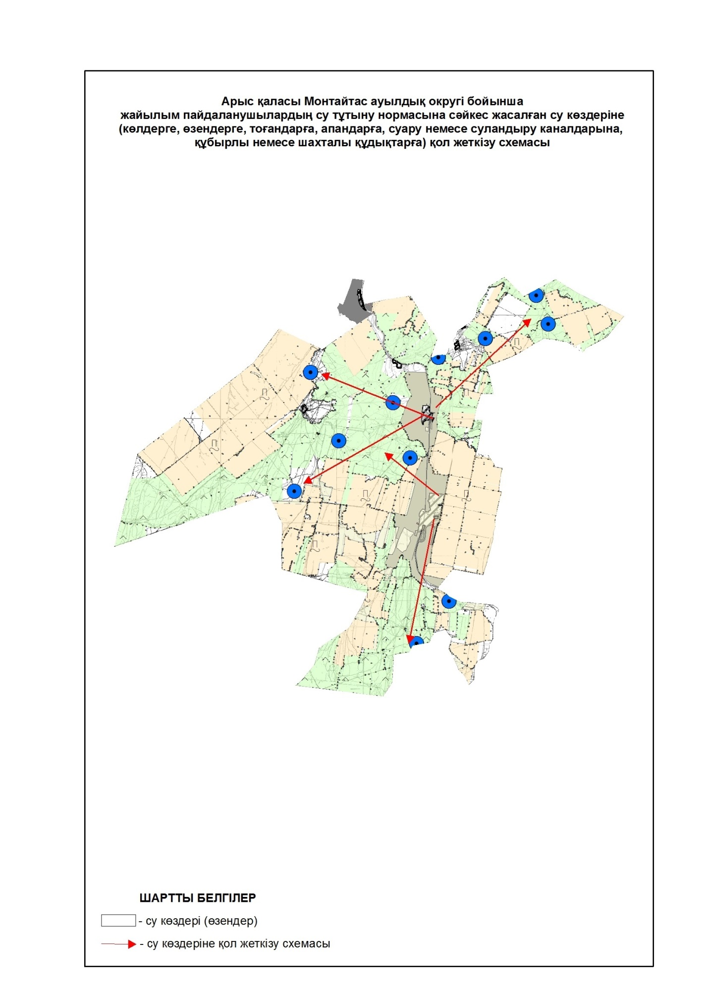 Арыс қаласы Монтайтас ауылдық округі бойынша
жайылым пайдаланушылардың су тұтыну нормасына сәйкес жасалған су көздеріне
(көлдерге, өзендерге, тоғандарға, апандарға, суару немесе суландыру каналдарына,
құбырлы немесе шахталы құдықтарға) қол жеткізу схемасы
ШАРТТЫ БЕЛГІЛЕР
- су көздері (өзендер)
- су көздеріне қол жеткізу схемасы